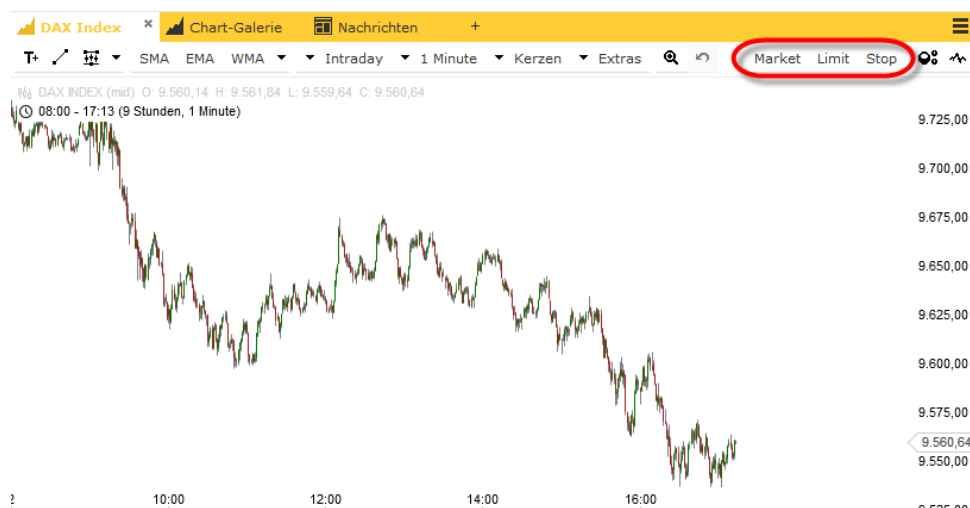 DAX Index × Chart-Galerie Nachrichten +
T+ SMA EMA WMA Intraday 1 Minute Kerzen Extras Market Limit Stop
DAX INDEX (mid) O: 9.560,14 H: 9.561,84 L: 9.559,64 C: 9.560,64
08:00 - 17:13 (9 Stunden, 1 Minute)
9.725,00
9.700,00
9.675,00
9.650,00
9.625,00
9.600,00
9.575,00
9.560,64
9.550,00
10:00 12:00 14:00 16:00